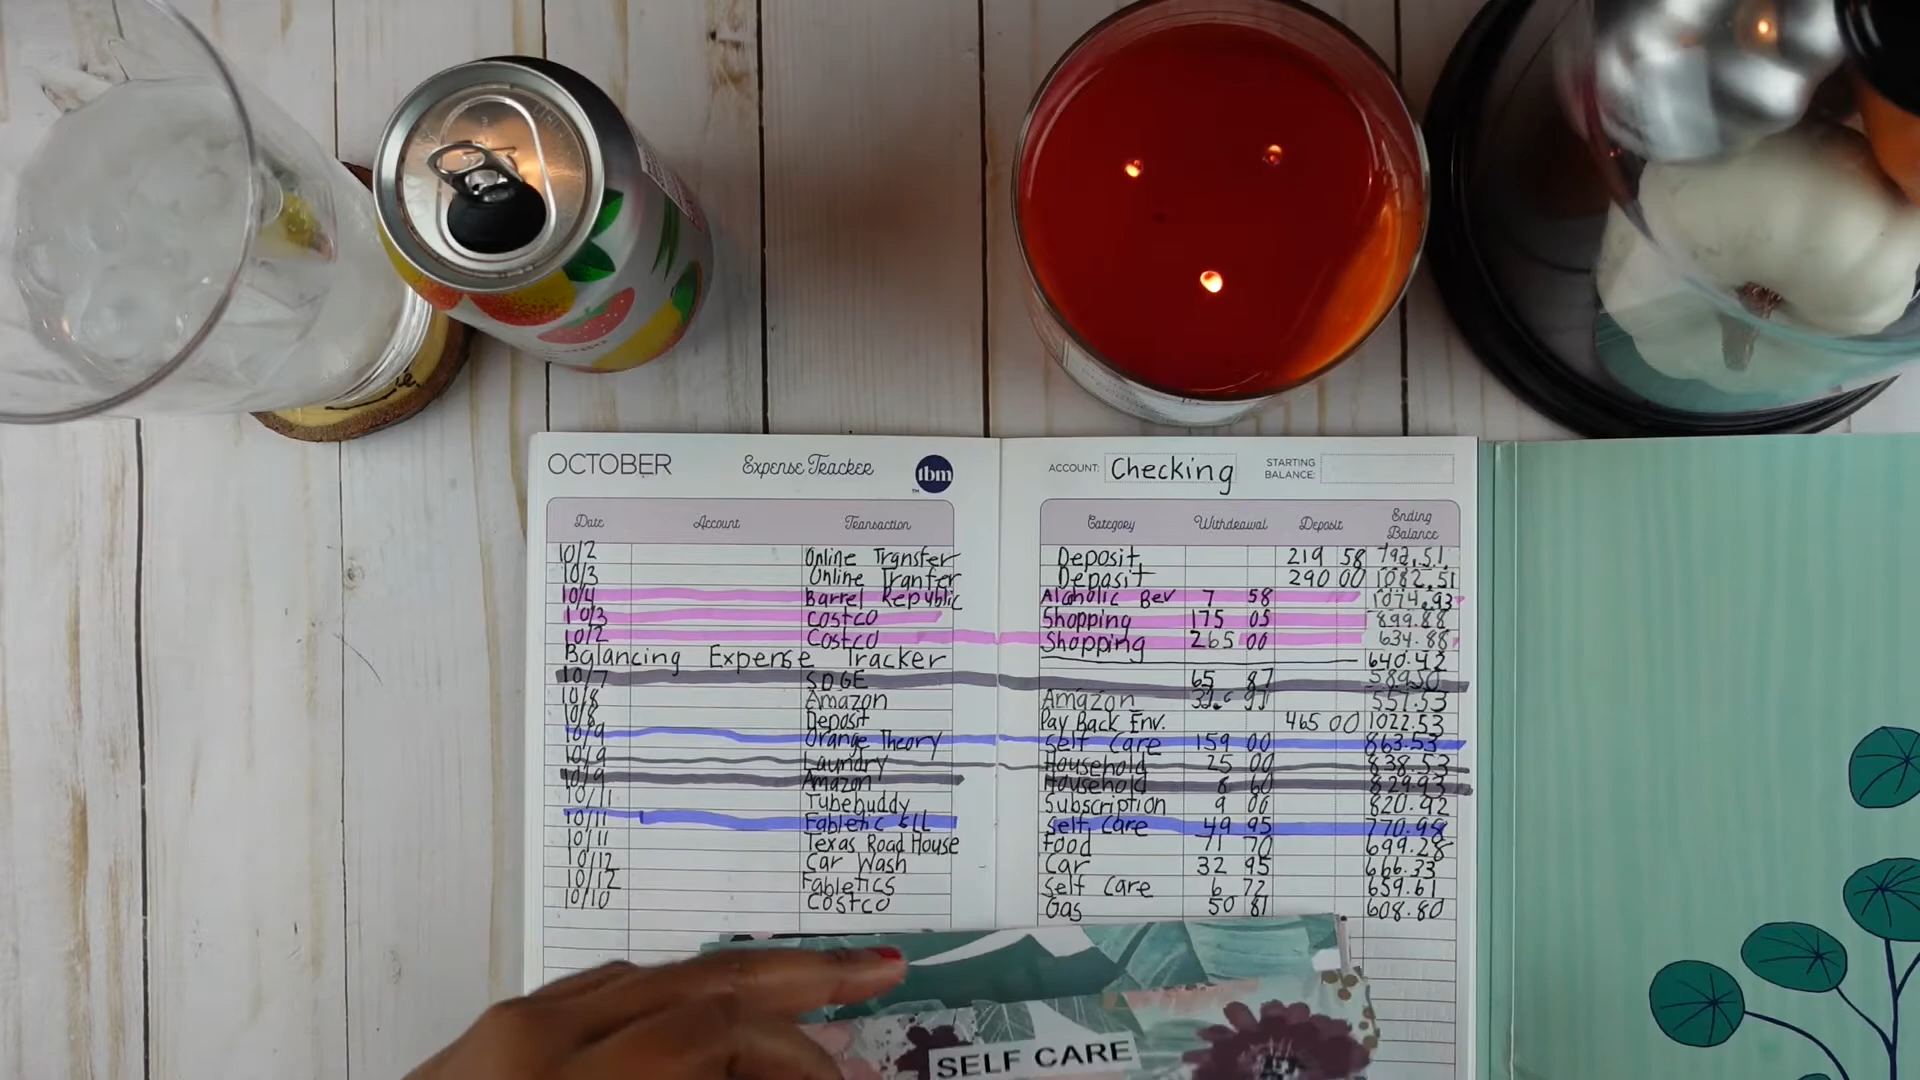 OCTOBER Expense Tracker tbm TM ACCOUNT: Checking STARTING BALANCE:
Date Account Transaction Category Withdrawal Deposit Ending Balance
10/2 Online Transfer Deposit 219 58 792.51
10/3 Online Tranfer Deposit 290 00 1082.51
10/4 Barrel Republic Alcoholic Bev 7 58 1074.93
10/3 Costco Shopping 175 05 899.88
10/2 Costco Shopping 265 00 634.88
Balancing Expense Tracker 640.42
10/7 SDGE 65 87
10/8 Amazon Amazon 551.53
10/8 Deposit Pay Back Env. 465 00 1022.53
10/9 Orange Theory Self Care 159 00 863.53
10/9 Laundry Household 25 00 838.53
10/9 Amazon Household 8 60 829.93
10/11 Tubebuddy Subscription 9 00 820.92
10/11 Fabletic Self Care 49 95 770.98
10/11 Texas Road House Food 71 70 699.28
10/12 Car Wash Car 32 95 666.33
10/12 Fabletics Self Care 6 72 659.61
10/10 Costco Gas 50 81 608.80
SELF CARE